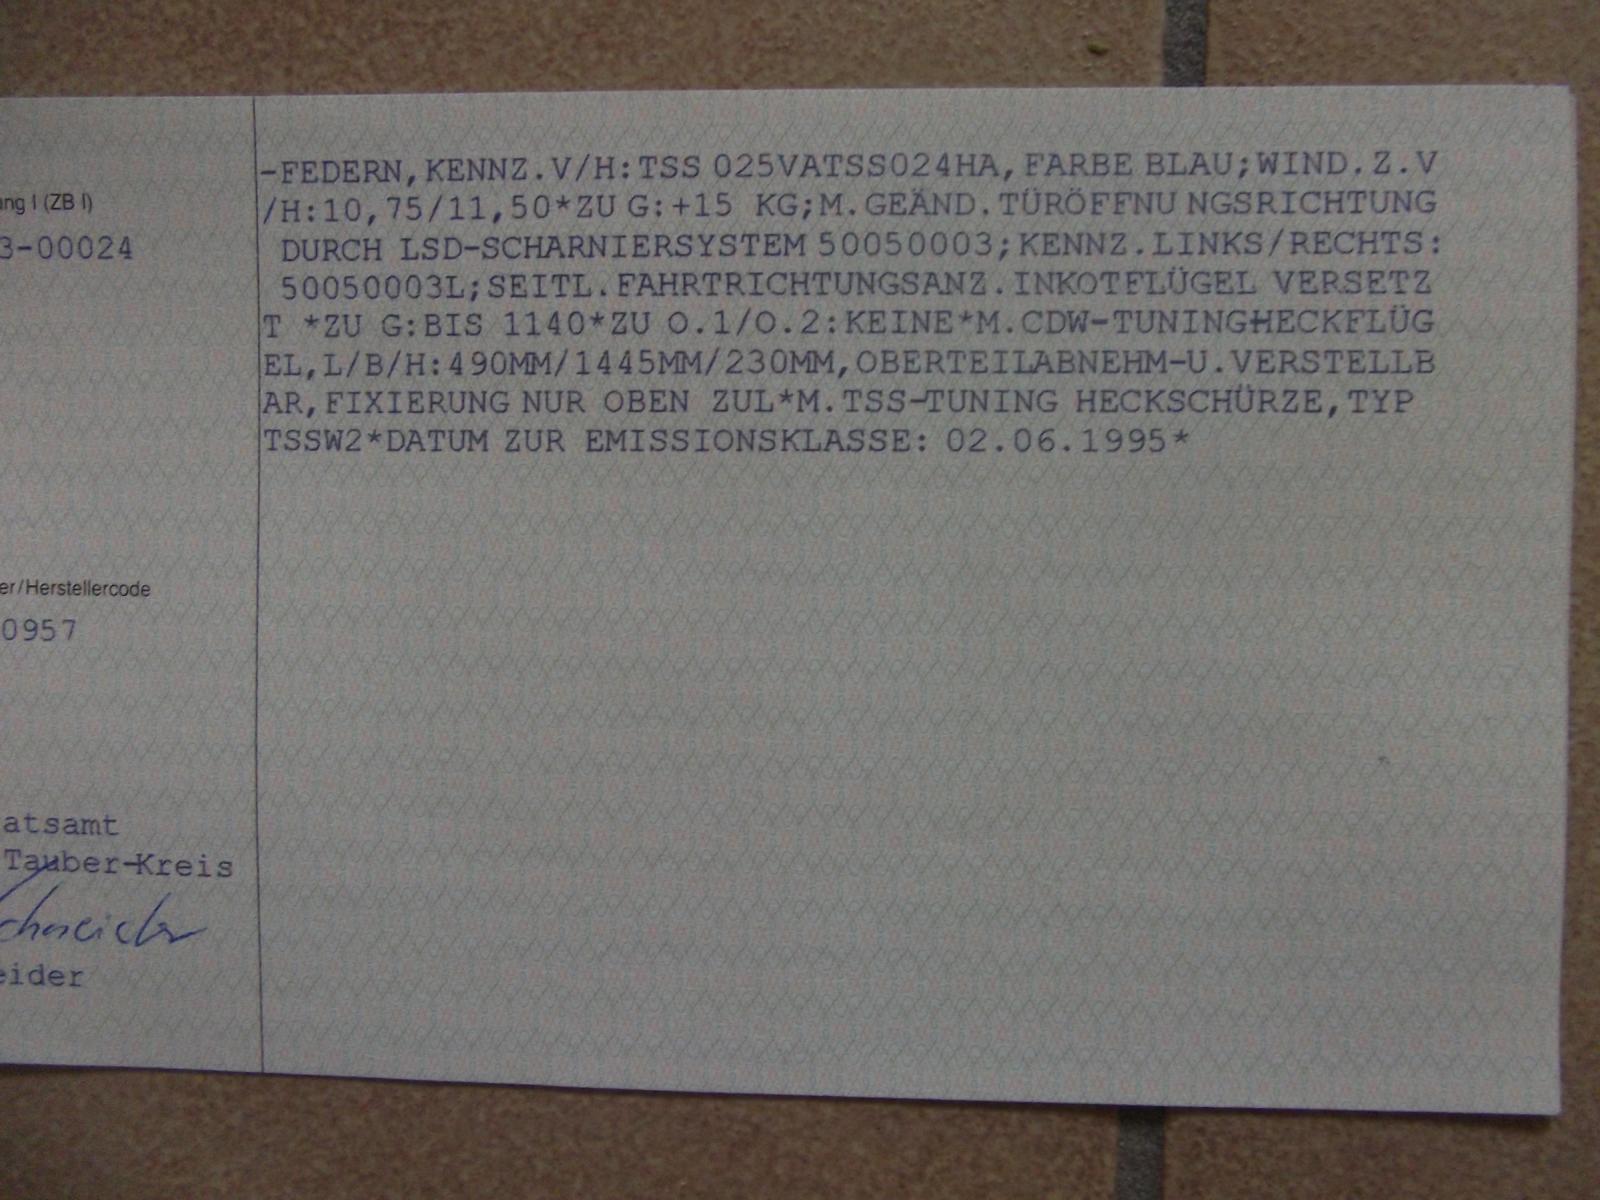 ung I (ZB I)
3-00024
er/Herstellercode
0957
atsamt
Tauber-Kreis
eider
-FEDERN,KENNZ.V/H:TSS 025VATSS024HA,FARBE BLAU;WIND.Z.V
/H:10,75/11,50*ZU G:+15 KG;M.GEÄND.TÜRÖFFNU NGSRICHTUNG
DURCH LSD-SCHARNIERSYSTEM 50050003;KENNZ.LINKS/RECHTS:
50050003L;SEITL.FAHRTRICHTUNGSANZ.INKOTFLÜGEL VERSETZ
T *ZU G:BIS 1140*ZU O.1/O.2:KEINE*M.CDW-TUNINGHECKFLÜG
EL,L/B/H:490MM/1445MM/230MM,OBERTEILABNEHM-U.VERSTELLB
AR,FIXIERUNG NUR OBEN ZUL*M.TSS-TUNING HECKSCHÜRZE,TYP
TSSW2*DATUM ZUR EMISSIONSKLASSE: 02.06.1995*